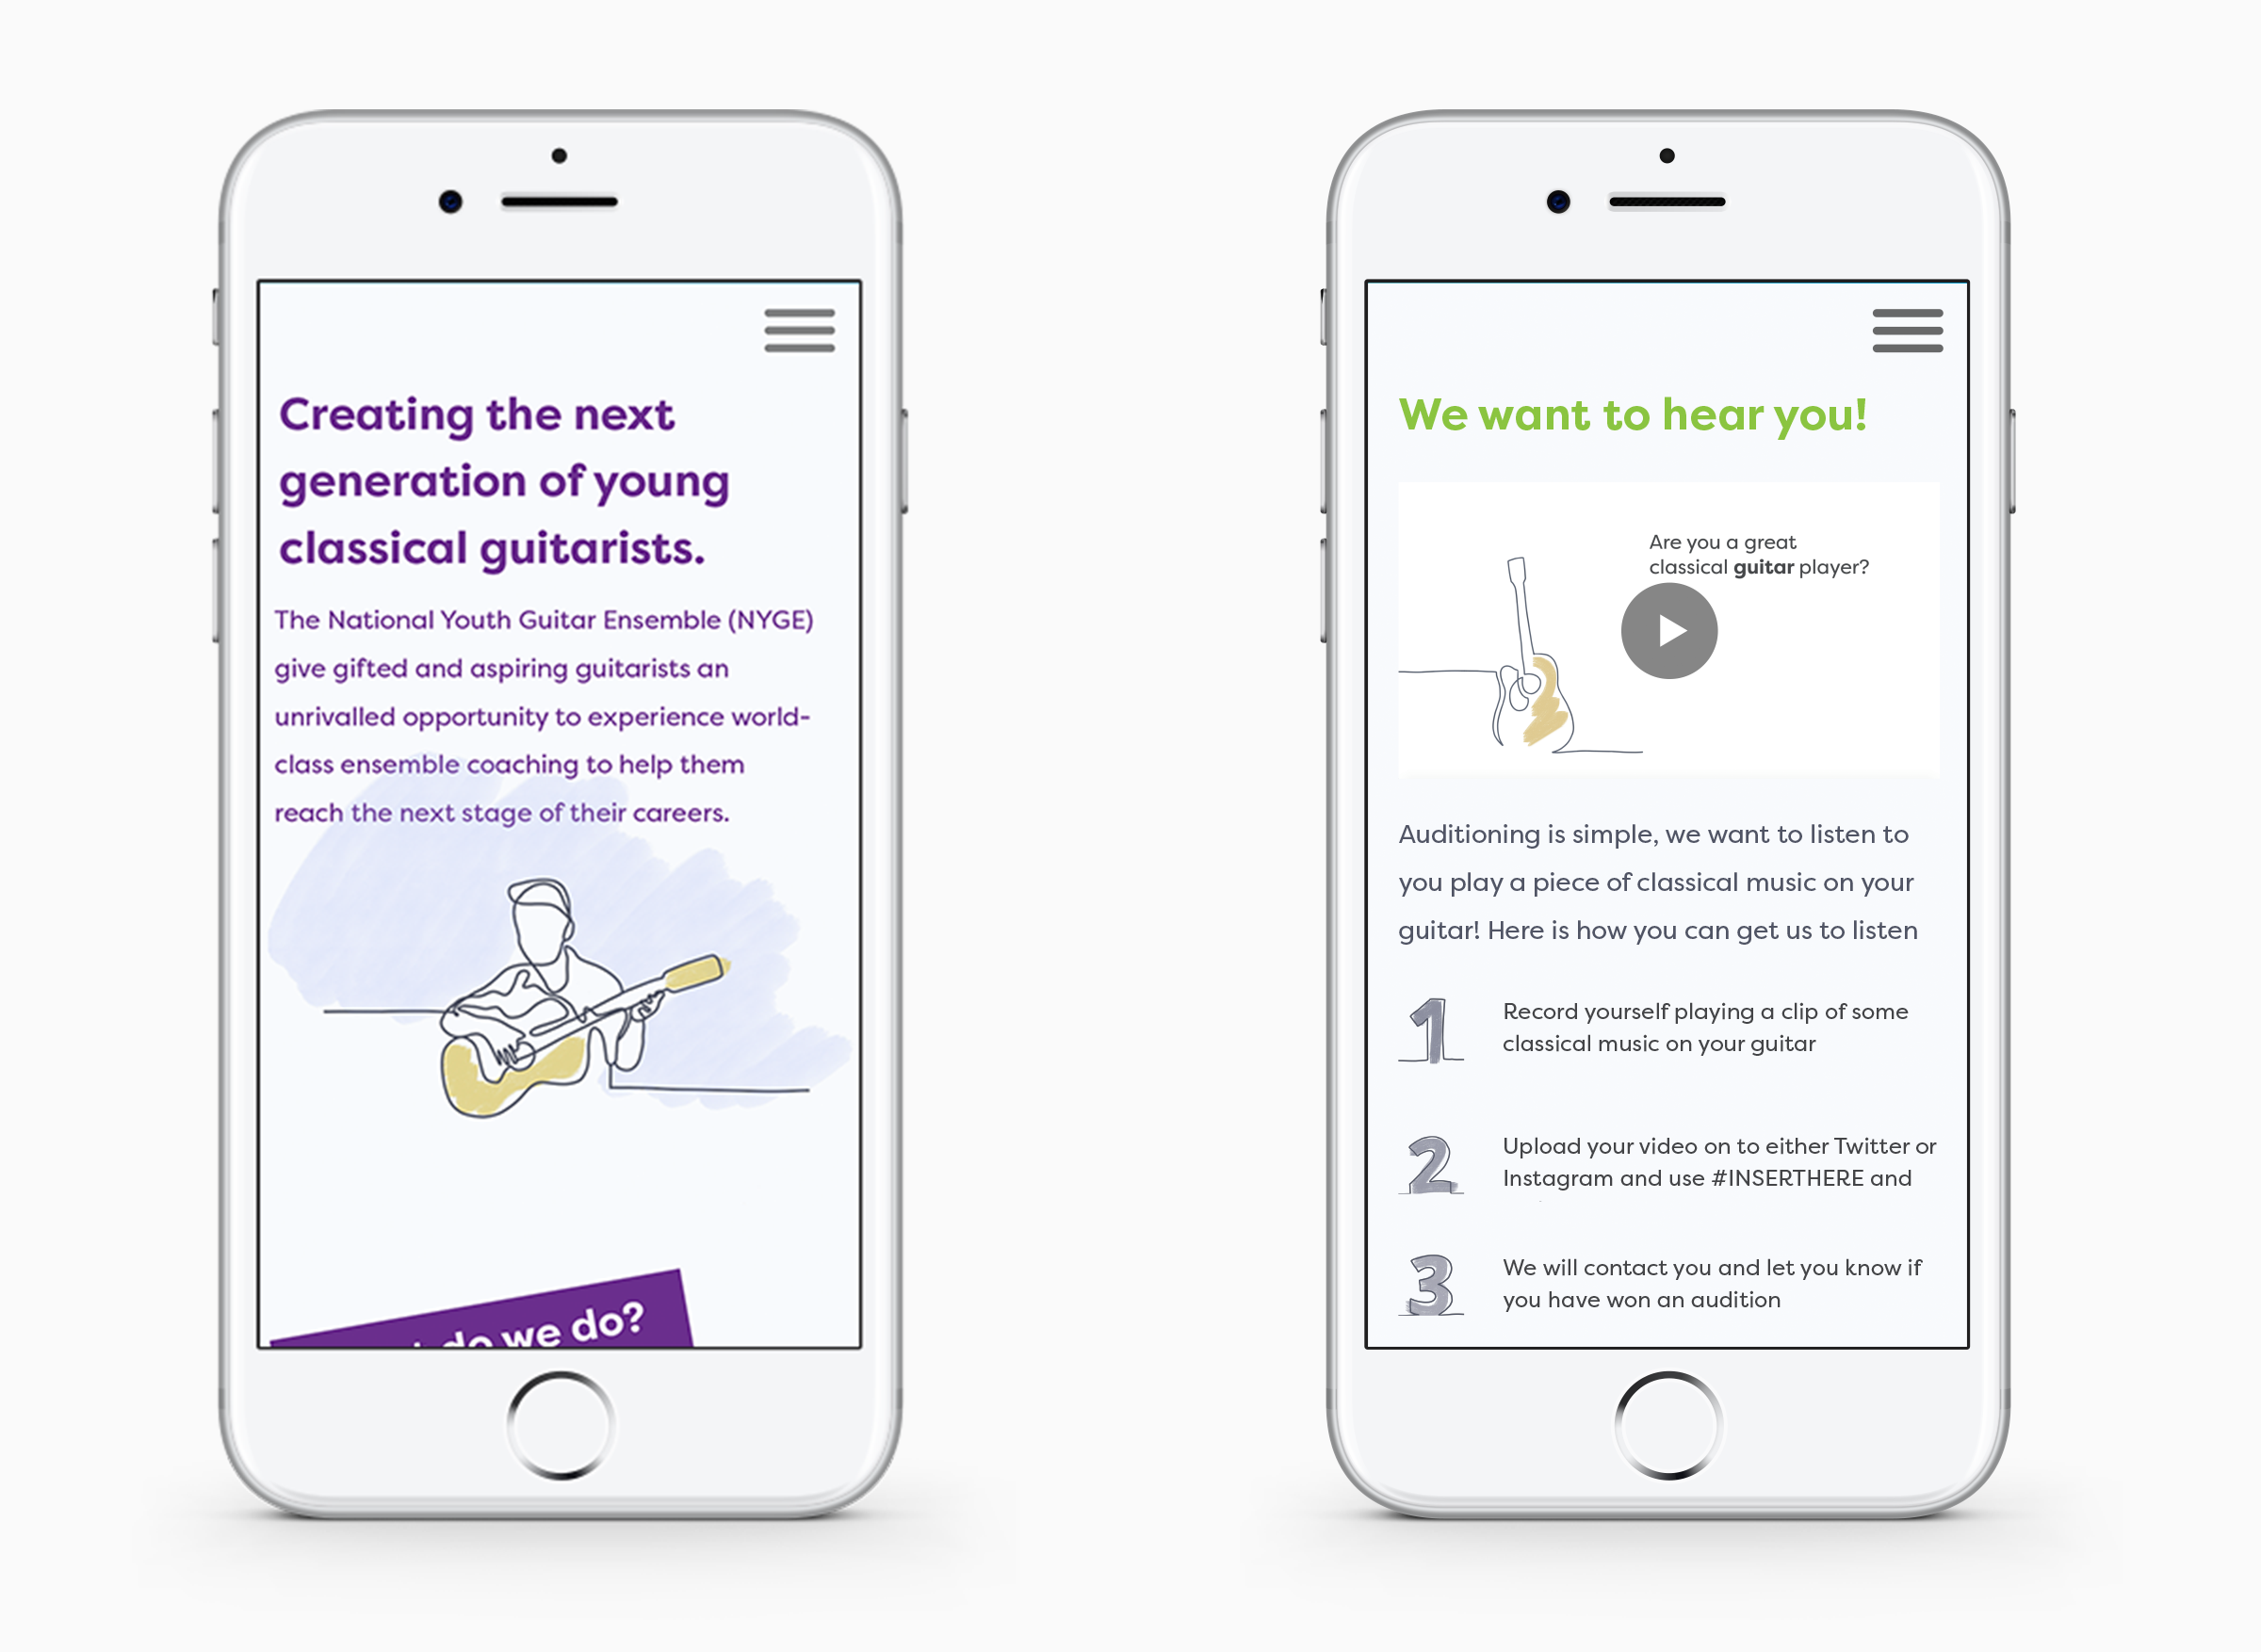 Creating the next
generation of young
classical guitarists.
The National Youth Guitar Ensemble (NYGE)
give gifted and aspiring guitarists an
unrivalled opportunity to experience world-
class ensemble coaching to help them
reach the next stage of their careers.
do we do?
We want to hear you!
Are you a great
classical guitar player?
Auditioning is simple, we want to listen to
you play a piece of classical music on your
guitar! Here is how you can get us to listen
1
Record yourself playing a clip of some
classical music on your guitar
2
Upload your video on to either Twitter or
Instagram and use #INSERTHERE and
3
We will contact you and let you know if
you have won an audition